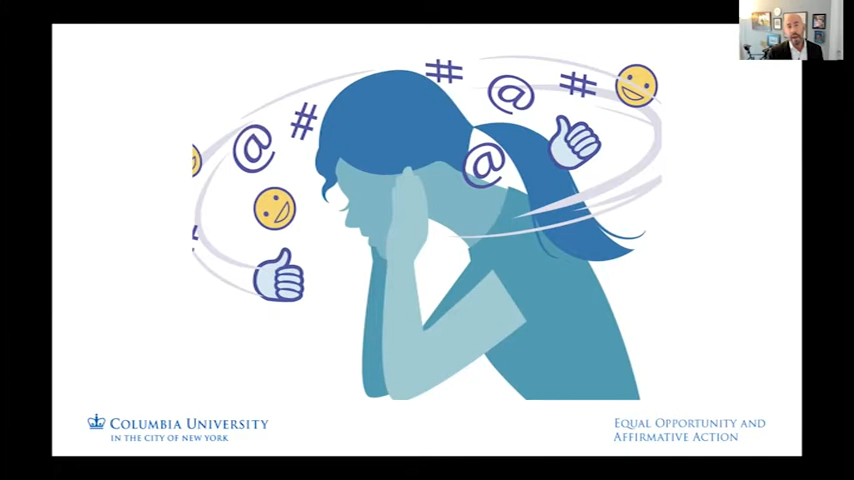 # @ #
@ #
@
COLUMBIA UNIVERSITY
IN THE CITY OF NEW YORK
EQUAL OPPORTUNITY AND
AFFIRMATIVE ACTION